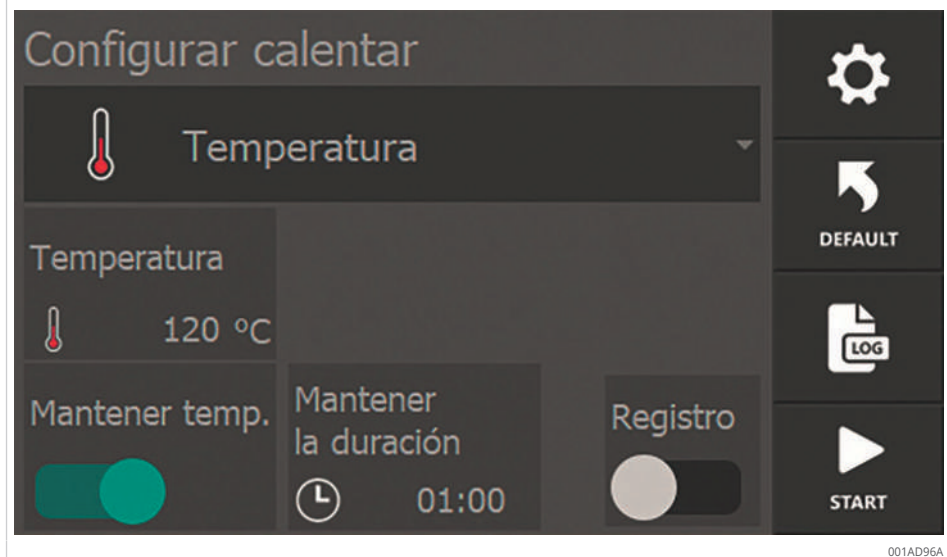 Configurar calentar
Temperatura
Temperatura
120 °C
Mantener temp.
Mantener
la duración
01:00
Registro
DEFAULT
LOG
START
001AD96A